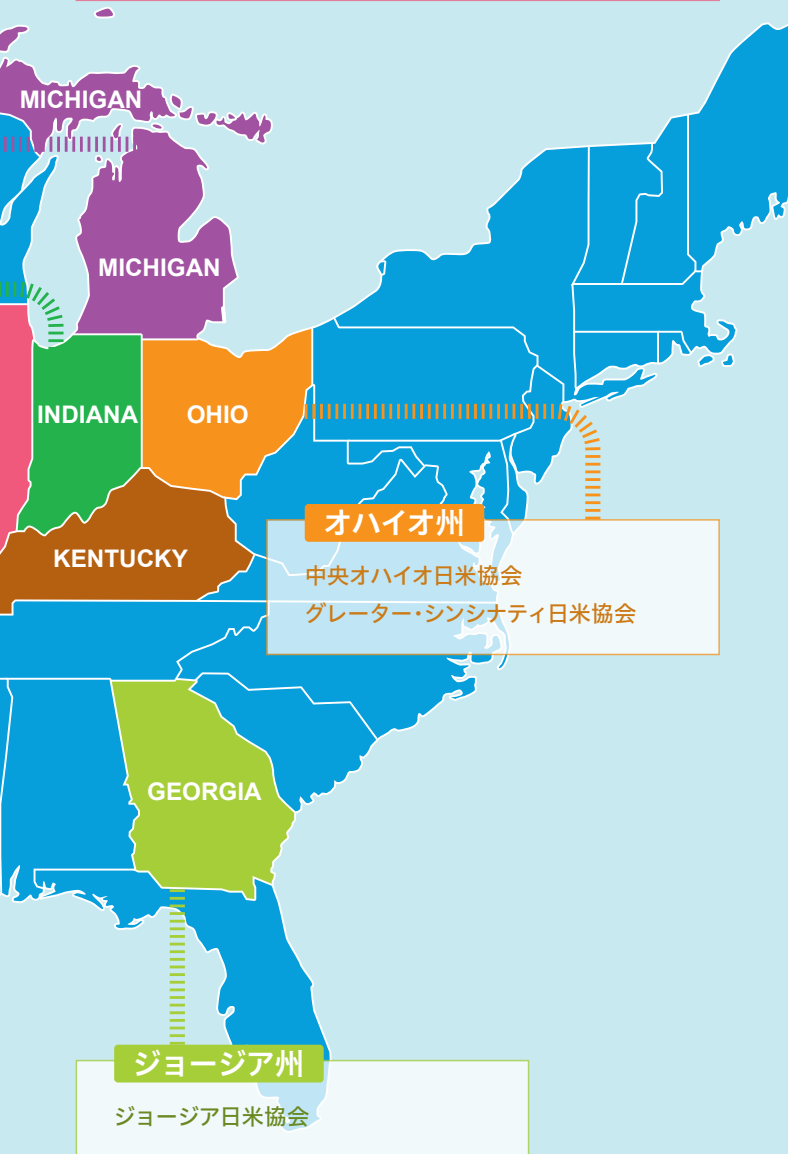 MICHIGAN
MICHIGAN
INDIANA
OHIO
KENTUCKY
オハイオ州
中央オハイオ日米協会
グレーター・シンシナティ日米協会
GEORGIA
ジョージア州
ジョージア日米協会